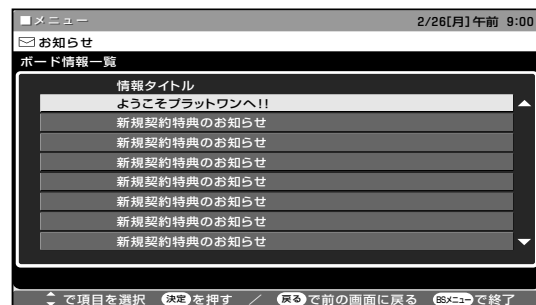 ■メニュー 2/26[月]午前 9:00
お知らせ
ボード情報一覧
情報タイトル
ようこそプラットワンへ!!
新規契約特典のお知らせ
新規契約特典のお知らせ
新規契約特典のお知らせ
新規契約特典のお知らせ
新規契約特典のお知らせ
新規契約特典のお知らせ
新規契約特典のお知らせ
で項目を選択 決定を押す / 戻るで前の画面に戻る BSメニューで終了